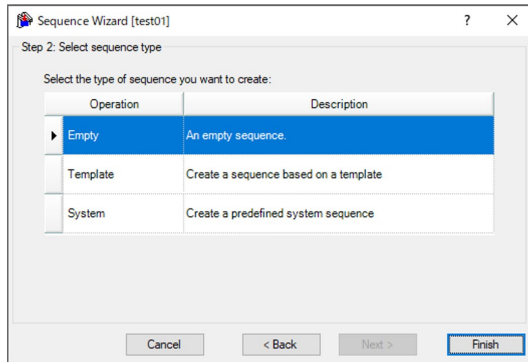 Sequence Wizard [test01]
? ×
Step 2: Select sequence type
Select the type of sequence you want to create:
Operation Description
Empty An empty sequence.
Template Create a sequence based on a template
System Create a predefined system sequence
Cancel < Back Next > Finish